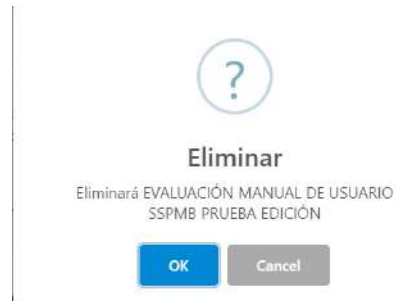 ?
Eliminar
Eliminará EVALUACIÓN MANUAL DE USUARIO
SSPMB PRUEBA EDICIÓN
OK Cancel